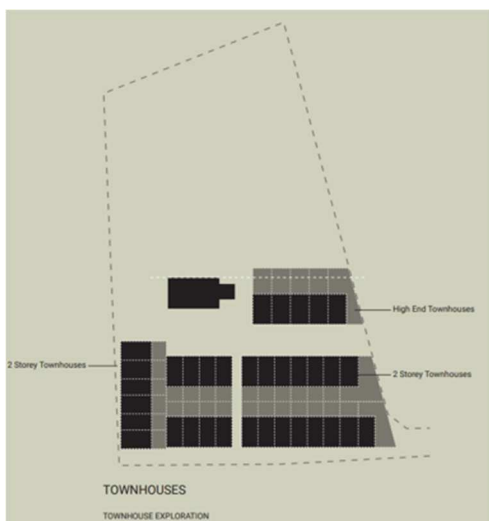 High End Townhouses
2 Storey Townhouses
2 Storey Townhouses
TOWNHOUSES
TOWNHOUSE EXPLORATION